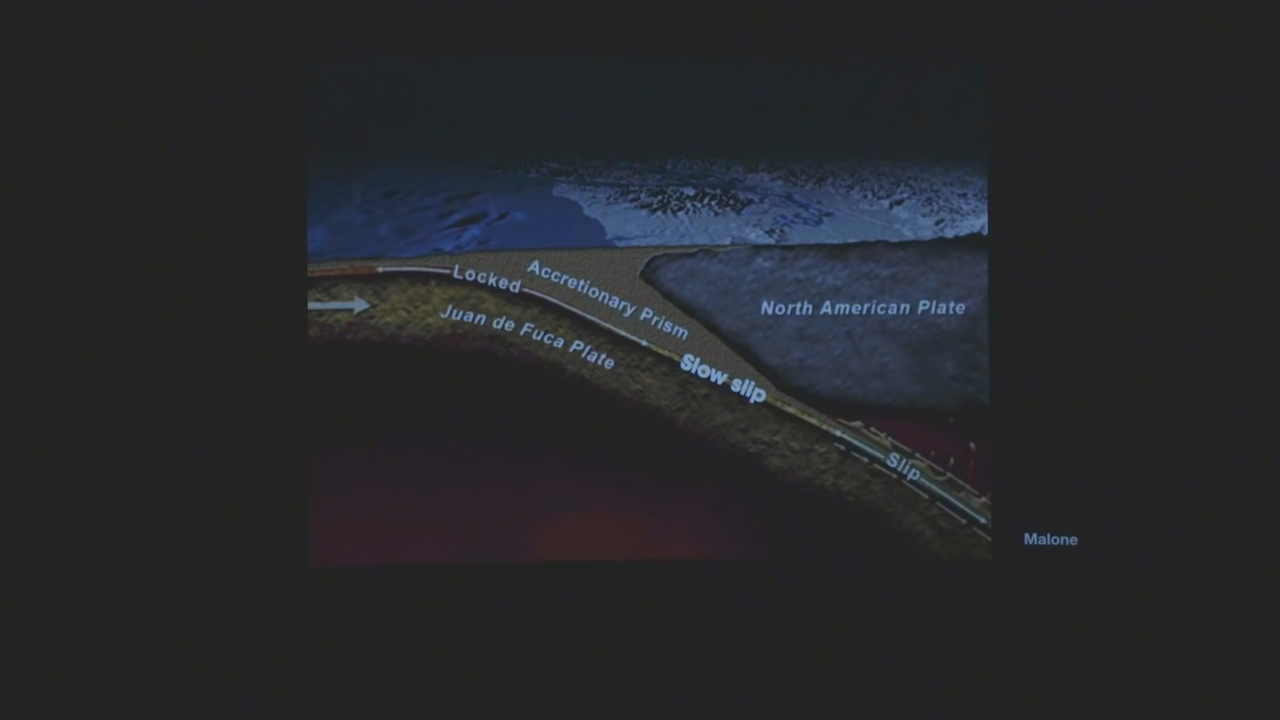 Locked
Accretionary Prism
Juan de Fuca Plate
North American Plate
Slow slip
Slip
Malone